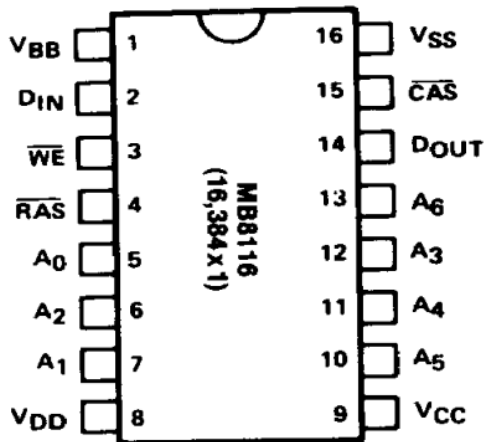 VBB 1 16 VSS
DIN 2 15 CAS
WE 3 14 DOUT
RAS 4 13 A6
A0 5 12 A3
A2 6 11 A4
A1 7 10 A5
VDD 8 9 VCC
MB8116
(16,384x1)